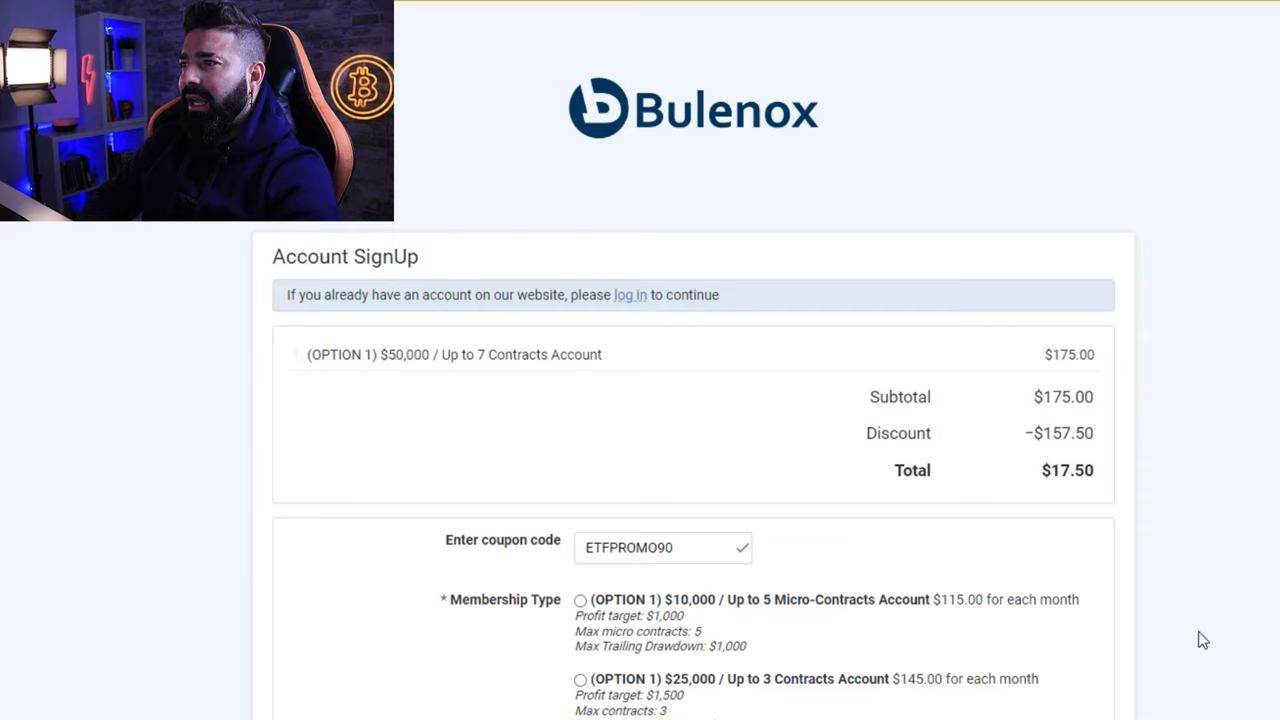 Bulenox
Account SignUp
If you already have an account on our website, please log in to continue
(OPTION 1) $50,000 / Up to 7 Contracts Account $175.00
Subtotal $175.00
Discount −$157.50
Total $17.50
Enter coupon code ETFPROMO90
* Membership Type (OPTION 1) $10,000 / Up to 5 Micro-Contracts Account $115.00 for each month
Profit target: $1,000
Max micro contracts: 5
Max Trailing Drawdown: $1,000
(OPTION 1) $25,000 / Up to 3 Contracts Account $145.00 for each month
Profit target: $1,500
Max contracts: 3